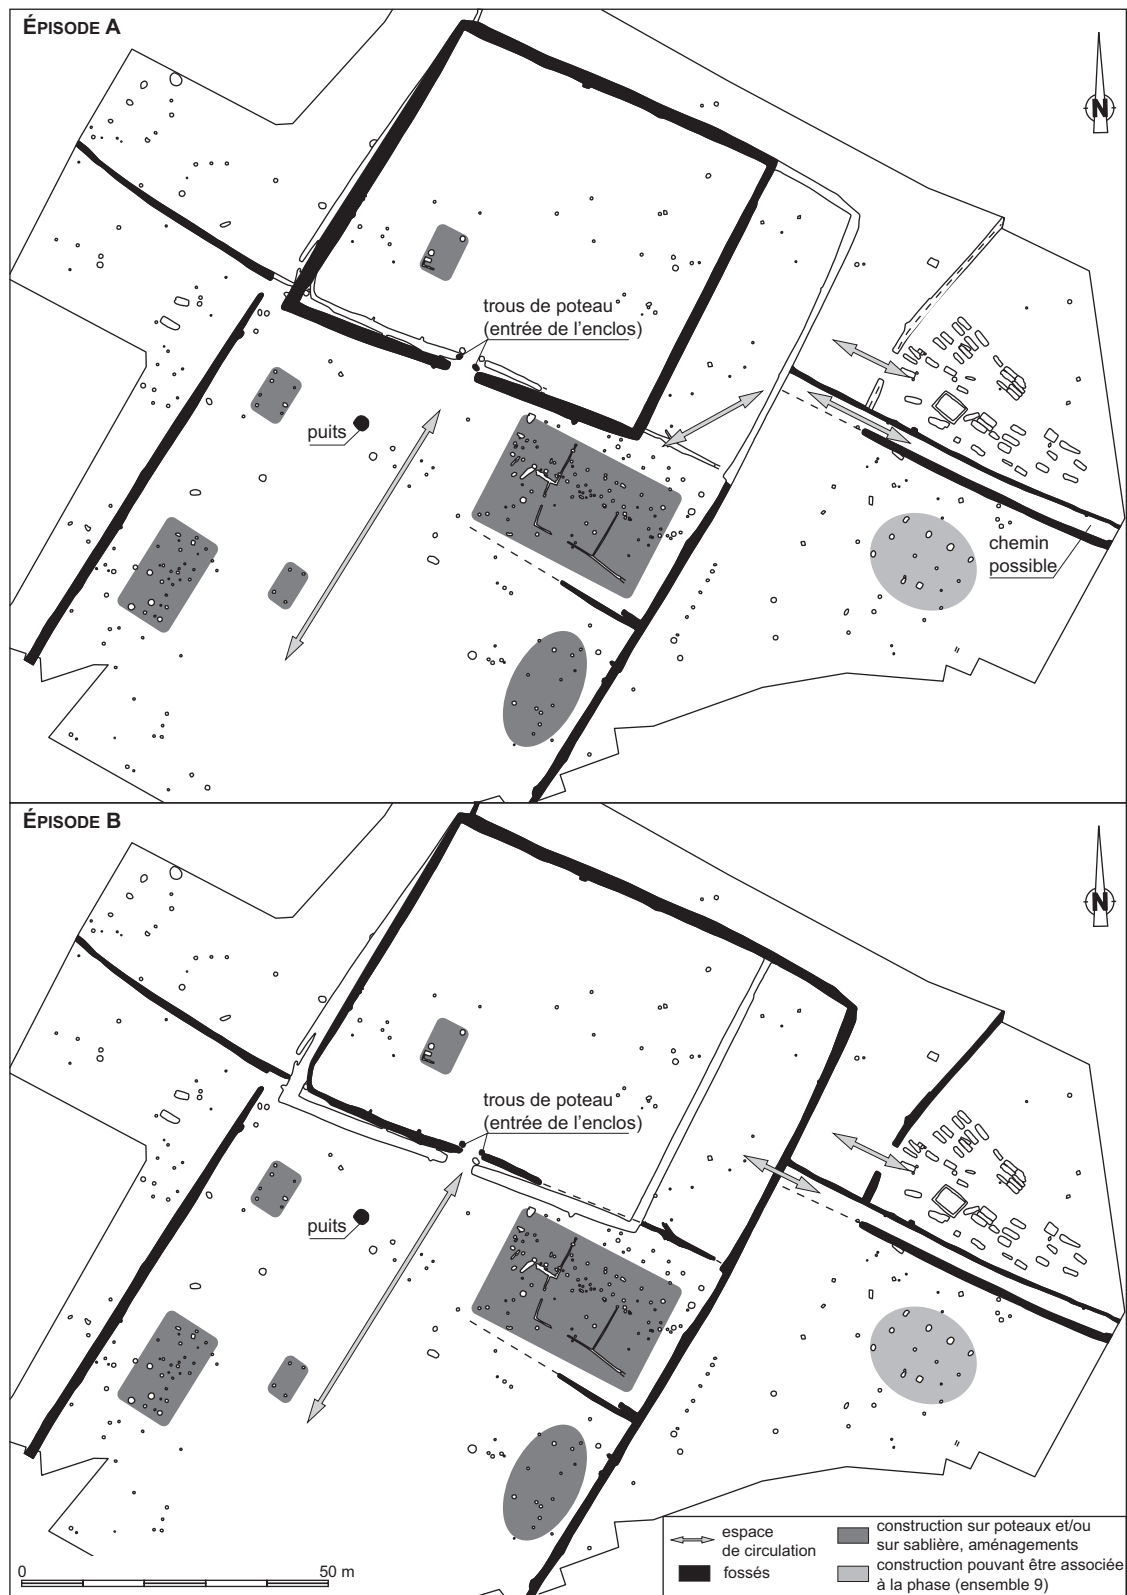 ÉPISODE A
N
trous de poteau
(entrée de l'enclos)
puits
chemin
possible
ÉPISODE B
N
trous de poteau
(entrée de l'enclos)
puits
0 50 m
espace
de circulation
fossés
construction sur poteaux et/ou
sur sablière, aménagements
construction pouvant être associée
à la phase (ensemble 9)